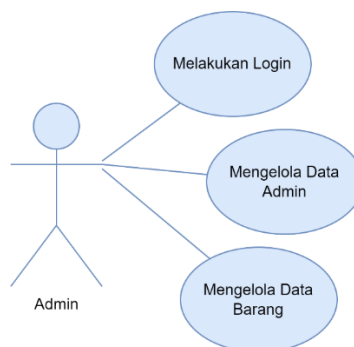 Melakukan Login
Mengelola Data
Admin
Mengelola Data
Barang
Admin